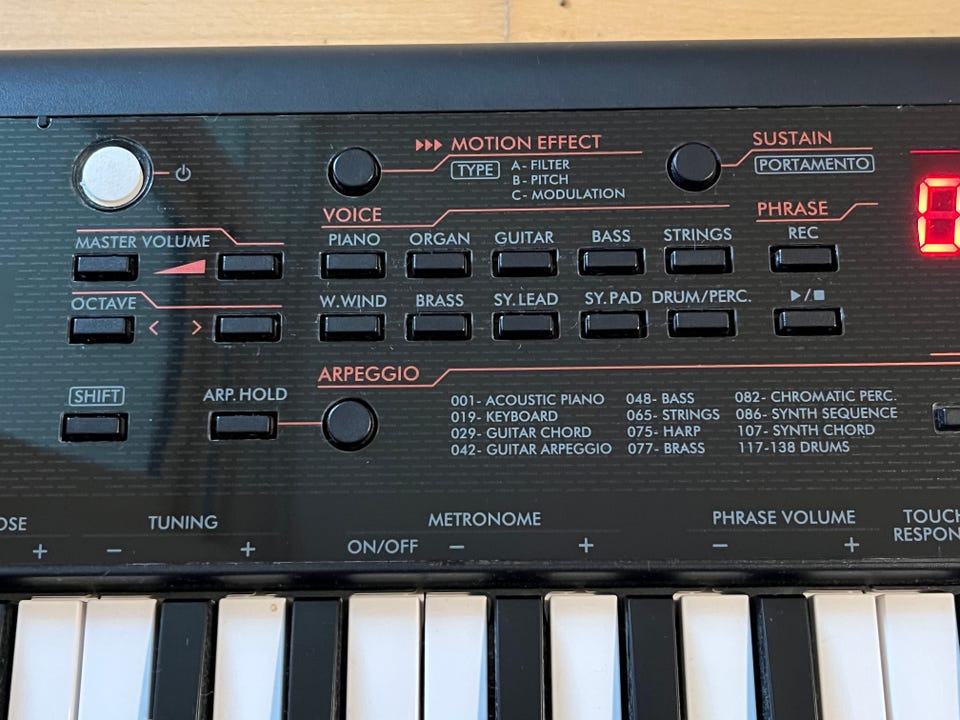 MOTION EFFECT
TYPE
A- FILTER
B- PITCH
C- MODULATION
SUSTAIN
PORTAMENTO
MASTER VOLUME
VOICE
PHRASE
PIANO ORGAN GUITAR BASS STRINGS
REC
OCTAVE
W.WIND BRASS SY.LEAD SY.PAD DRUM/PERC.
ARPEGGIO
SHIFT
ARP.HOLD
001- ACOUSTIC PIANO
019- KEYBOARD
029- GUITAR CHORD
042- GUITAR ARPEGGIO
048- BASS
065- STRINGS
075- HARP
077- BRASS
082- CHROMATIC PERC.
086- SYNTH SEQUENCE
107- SYNTH CHORD
117-138 DRUMS
TUNING
− +
METRONOME
ON/OFF − +
PHRASE VOLUME
− +
TOUCH